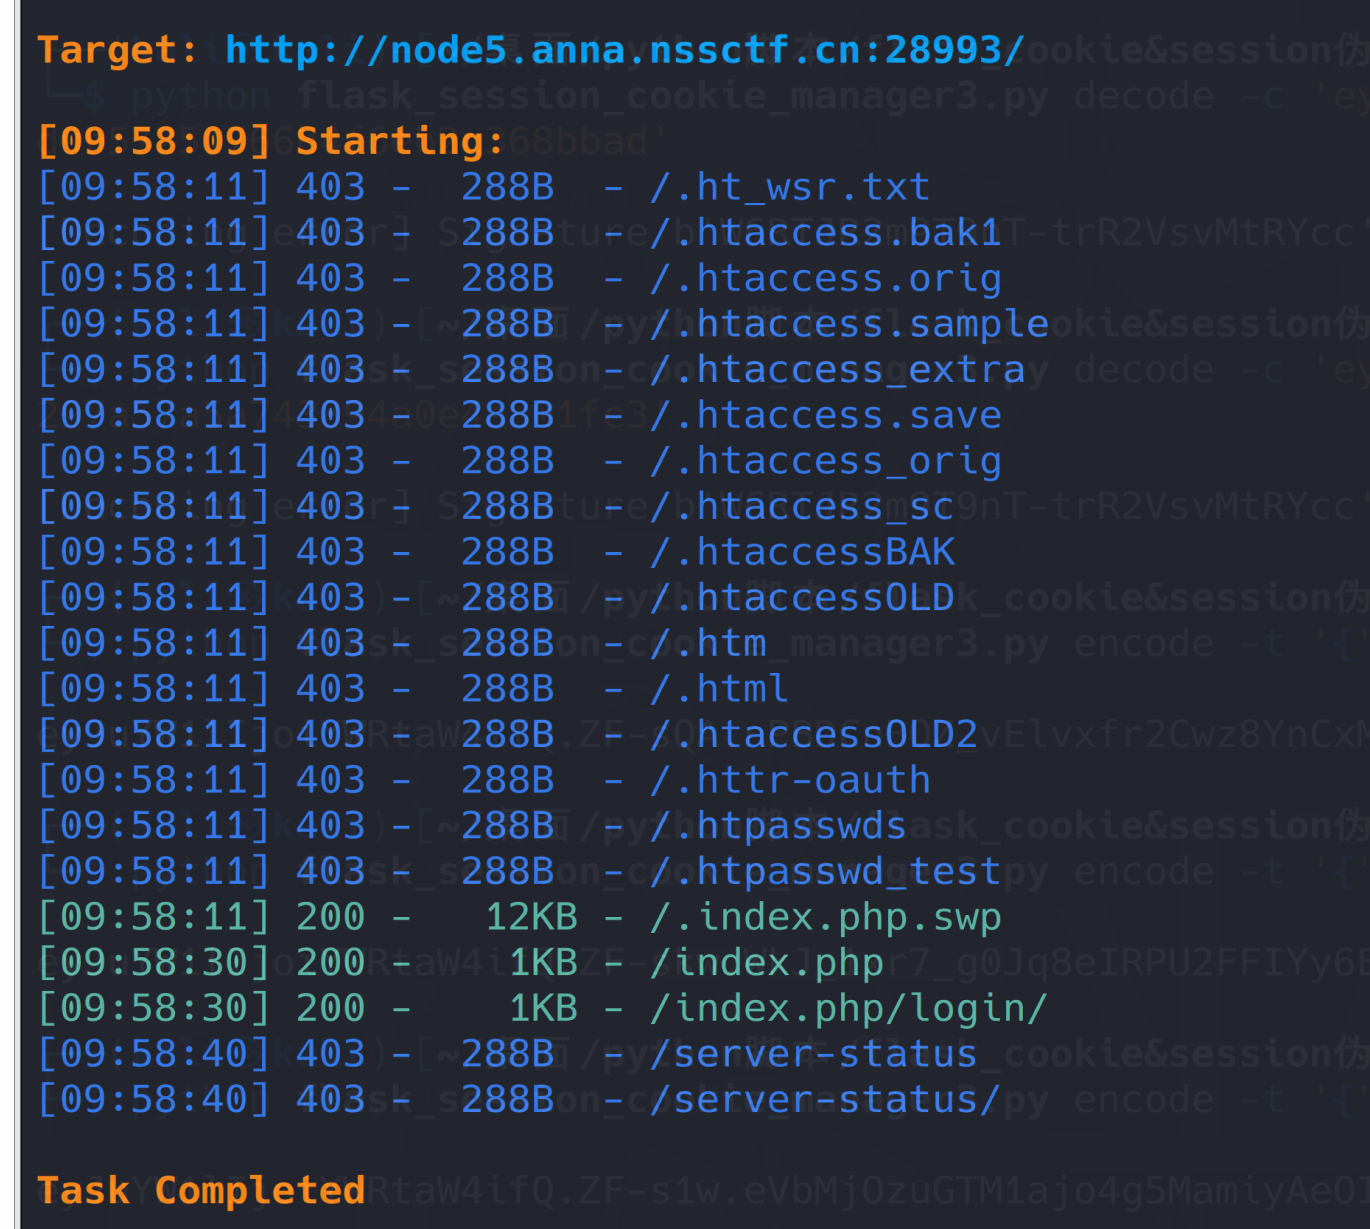 Target: http://node5.anna.nssctf.cn:28993/
[09:58:09] Starting:
[09:58:11] 403 -  288B  - /.ht_wsr.txt
[09:58:11] 403 -  288B  - /.htaccess.bak1
[09:58:11] 403 -  288B  - /.htaccess.orig
[09:58:11] 403 -  288B  - /.htaccess.sample
[09:58:11] 403 -  288B  - /.htaccess_extra
[09:58:11] 403 -  288B  - /.htaccess.save
[09:58:11] 403 -  288B  - /.htaccess_orig
[09:58:11] 403 -  288B  - /.htaccess_sc
[09:58:11] 403 -  288B  - /.htaccessBAK
[09:58:11] 403 -  288B  - /.htaccessOLD
[09:58:11] 403 -  288B  - /.htm
[09:58:11] 403 -  288B  - /.html
[09:58:11] 403 -  288B  - /.htaccessOLD2
[09:58:11] 403 -  288B  - /.httr-oauth
[09:58:11] 403 -  288B  - /.htpasswds
[09:58:11] 403 -  288B  - /.htpasswd_test
[09:58:11] 200 -   12KB - /.index.php.swp
[09:58:30] 200 -    1KB - /index.php
[09:58:30] 200 -    1KB - /index.php/login/
[09:58:40] 403 -  288B  - /server-status
[09:58:40] 403 -  288B  - /server-status/
Task Completed